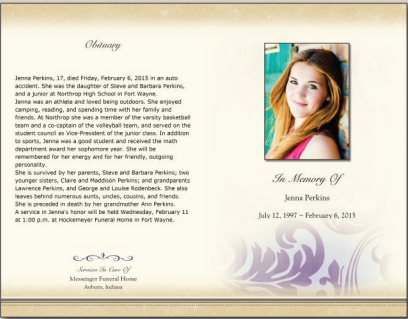 Obituary
Jenna Perkins, 17, died Friday, February 6, 2015 in an auto
accident. She was the daughter of Steve and Barbara Perkins,
and a junior at Northrop High School in Fort Wayne.
Jenna was an athlete and loved being outdoors. She enjoyed
camping, reading, and spending time with her family and
friends. At Northrop she was a member of the varsity basketball
team and a co-captain of the volleyball team, and served on the
student council as Vice-President of the junior class. In addition
to sports, Jenna was a good student and received the math
department award her sophomore year. She will be
remembered for her energy and for her friendly, outgoing
personality.
She is survived by her parents, Steve and Barbara Perkins; two
younger sisters, Claire and Maddison Perkins; and grandparents
Lawrence Perkins, and George and Louise Rodenbeck. She also
leaves behind numerous aunts, uncles, cousins, and friends.
She is preceded in death by her grandmother Ann Perkins.
A service in Jenna's honor will be held Wednesday, February 11
at 1:00 p.m. at Hockemeyer Funeral Home in Fort Wayne.
Services In Care Of
Messenger Funeral Home
Auburn, Indiana
In Memory Of
Jenna Perkins
July 12, 1997 ~ February 6, 2015